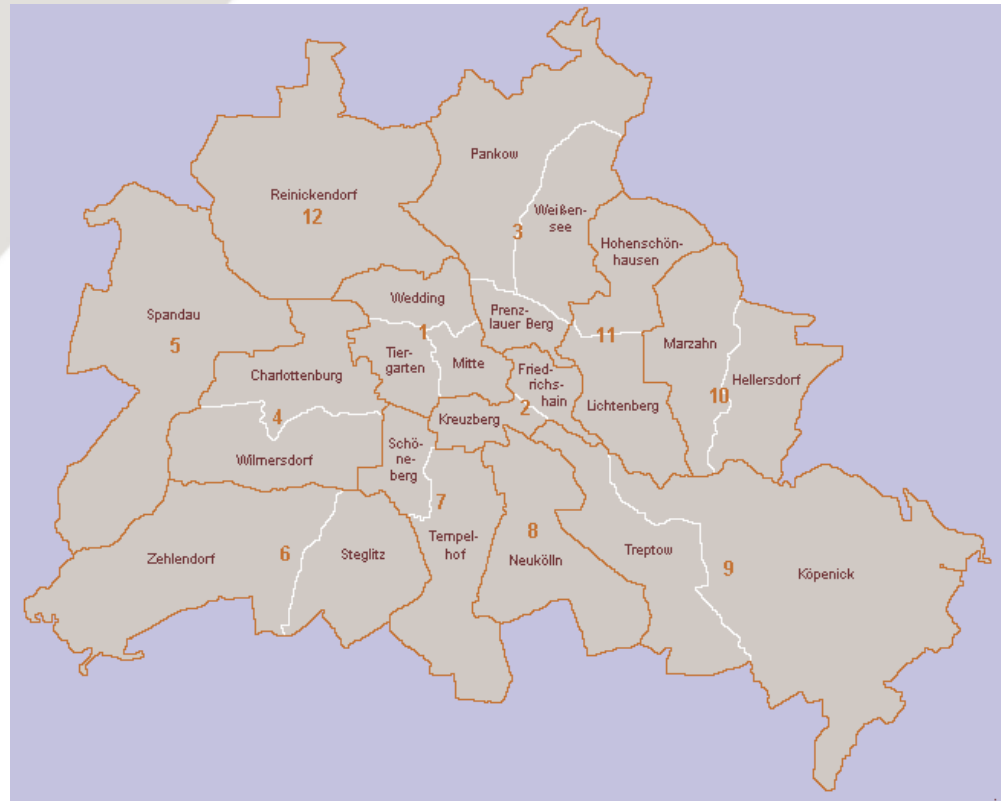 Pankow
Reinickendorf
12
Weißen-
see
3
Hohenschön-
hausen
Wedding
Spandau
5
Prenz-
lauer Berg
1
11
Marzahn
Tier-
garten
Mitte
Charlottenburg
Fried-
richs-
hain
Hellersdorf
10
Lichtenberg
2
4
Kreuzberg
Schö-
ne-
berg
Wilmersdorf
7
8
Tempel-
hof
6
Zehlendorf
Steglitz
Neukölln
Treptow
9
Köpenick